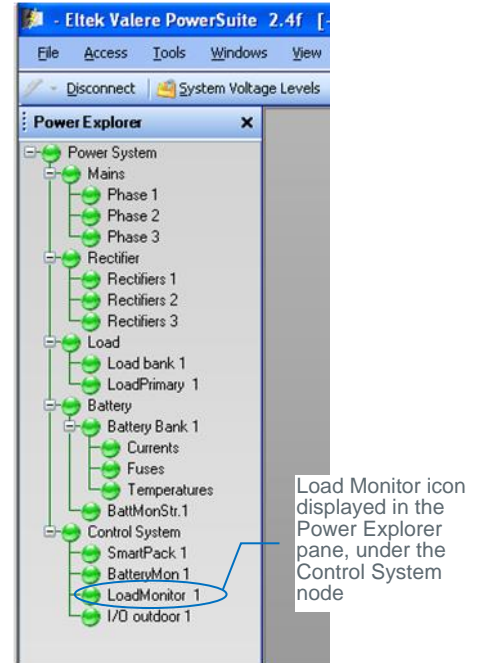 - Eltek Valere PowerSuite 2.4f [-
File Access Tools Windows View
Disconnect System Voltage Levels
Power Explorer x
Power System
Mains
Phase 1
Phase 2
Phase 3
Rectifier
Rectifiers 1
Rectifiers 2
Rectifiers 3
Load
Load bank 1
LoadPrimary 1
Battery
Battery Bank 1
Currents
Fuses
Temperatures
BattMonStr.1
Control System
SmartPack 1
BatteryMon 1
LoadMonitor 1
I/O outdoor 1
Load Monitor icon
displayed in the
Power Explorer
pane, under the
Control System
node